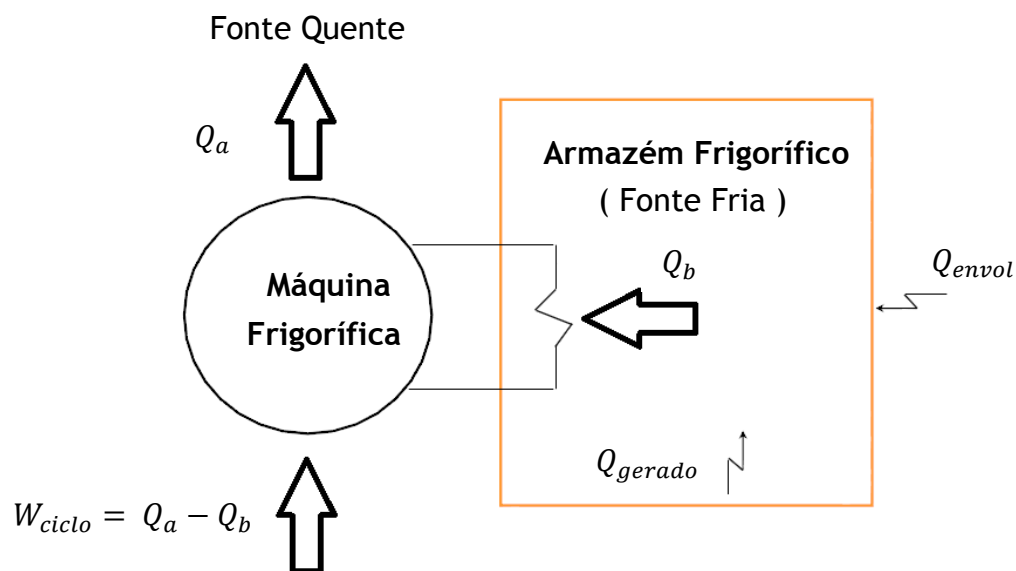 Fonte Quente
Q_a
Armazém Frigorífico
( Fonte Fria )
Q_b
Q_envol
Máquina
Frigorífica
Q_gerado
W_ciclo = Q_a − Q_b